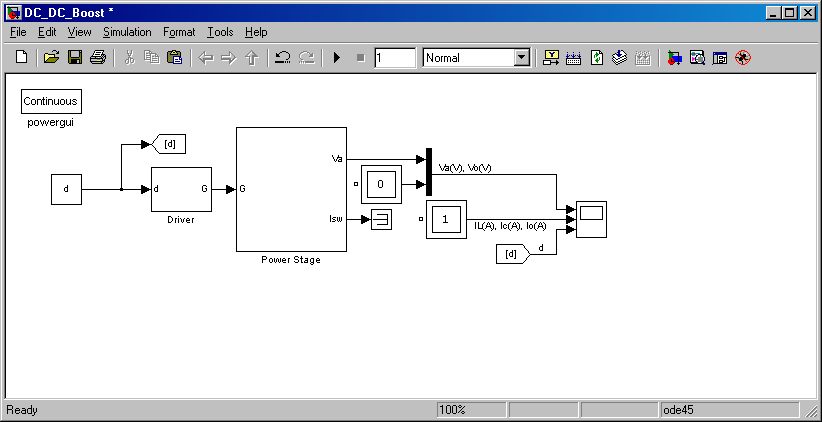 DC_DC_Boost *
File Edit View Simulation Format Tools Help
1 Normal
Continuous
powergui
[d]
d
d G
Driver
G
Va
Isw
Power Stage
0
1
Va(V), Vo(V)
IL(A), Ic(A), Io(A)
[d]
d
Ready 100% ode45